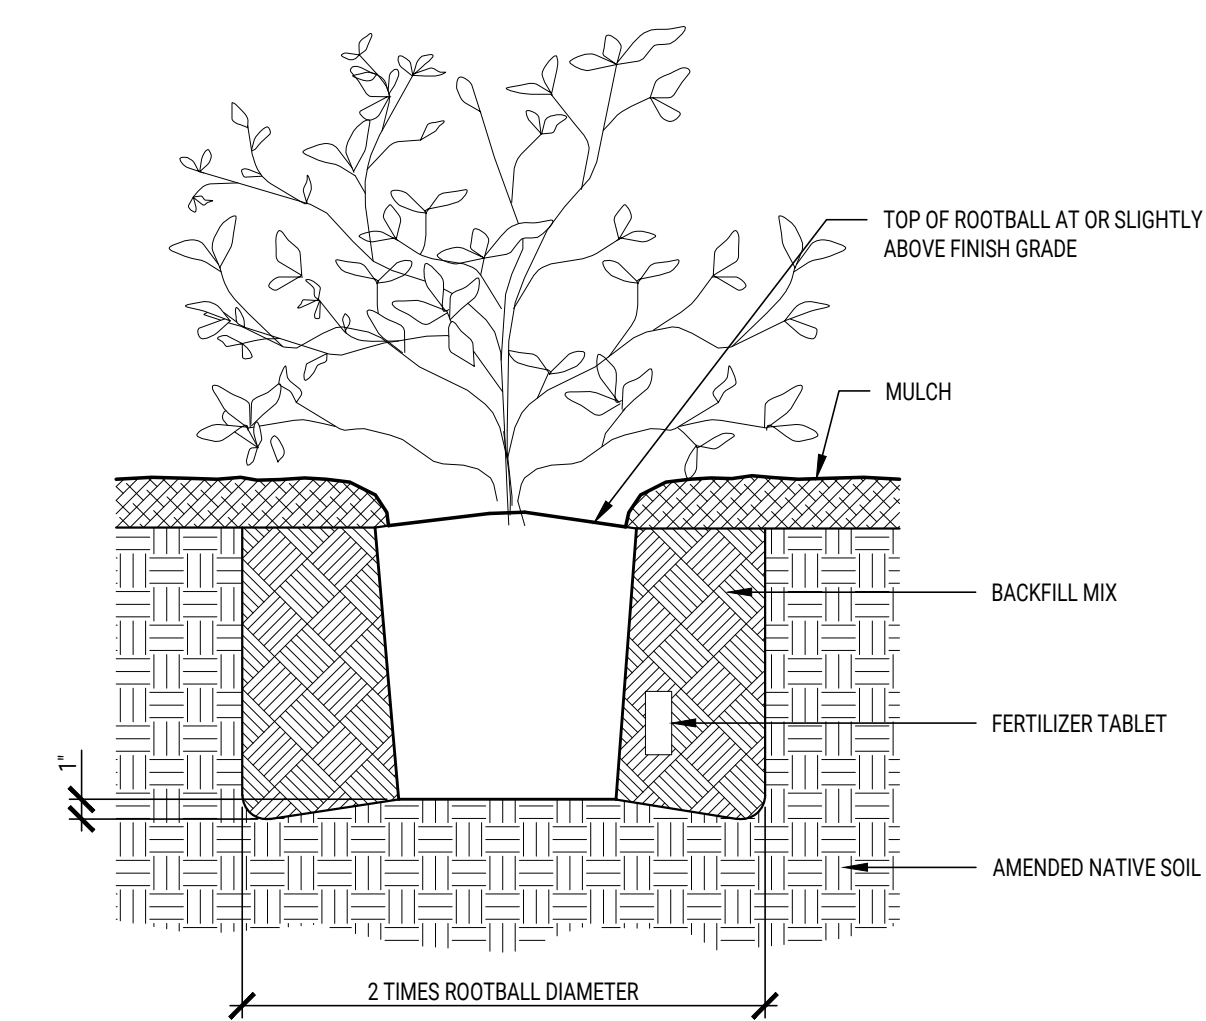 TOP OF ROOTBALL AT OR SLIGHTLY
ABOVE FINISH GRADE
MULCH
BACKFILL MIX
FERTILIZER TABLET
1"
AMENDED NATIVE SOIL
2 TIMES ROOTBALL DIAMETER